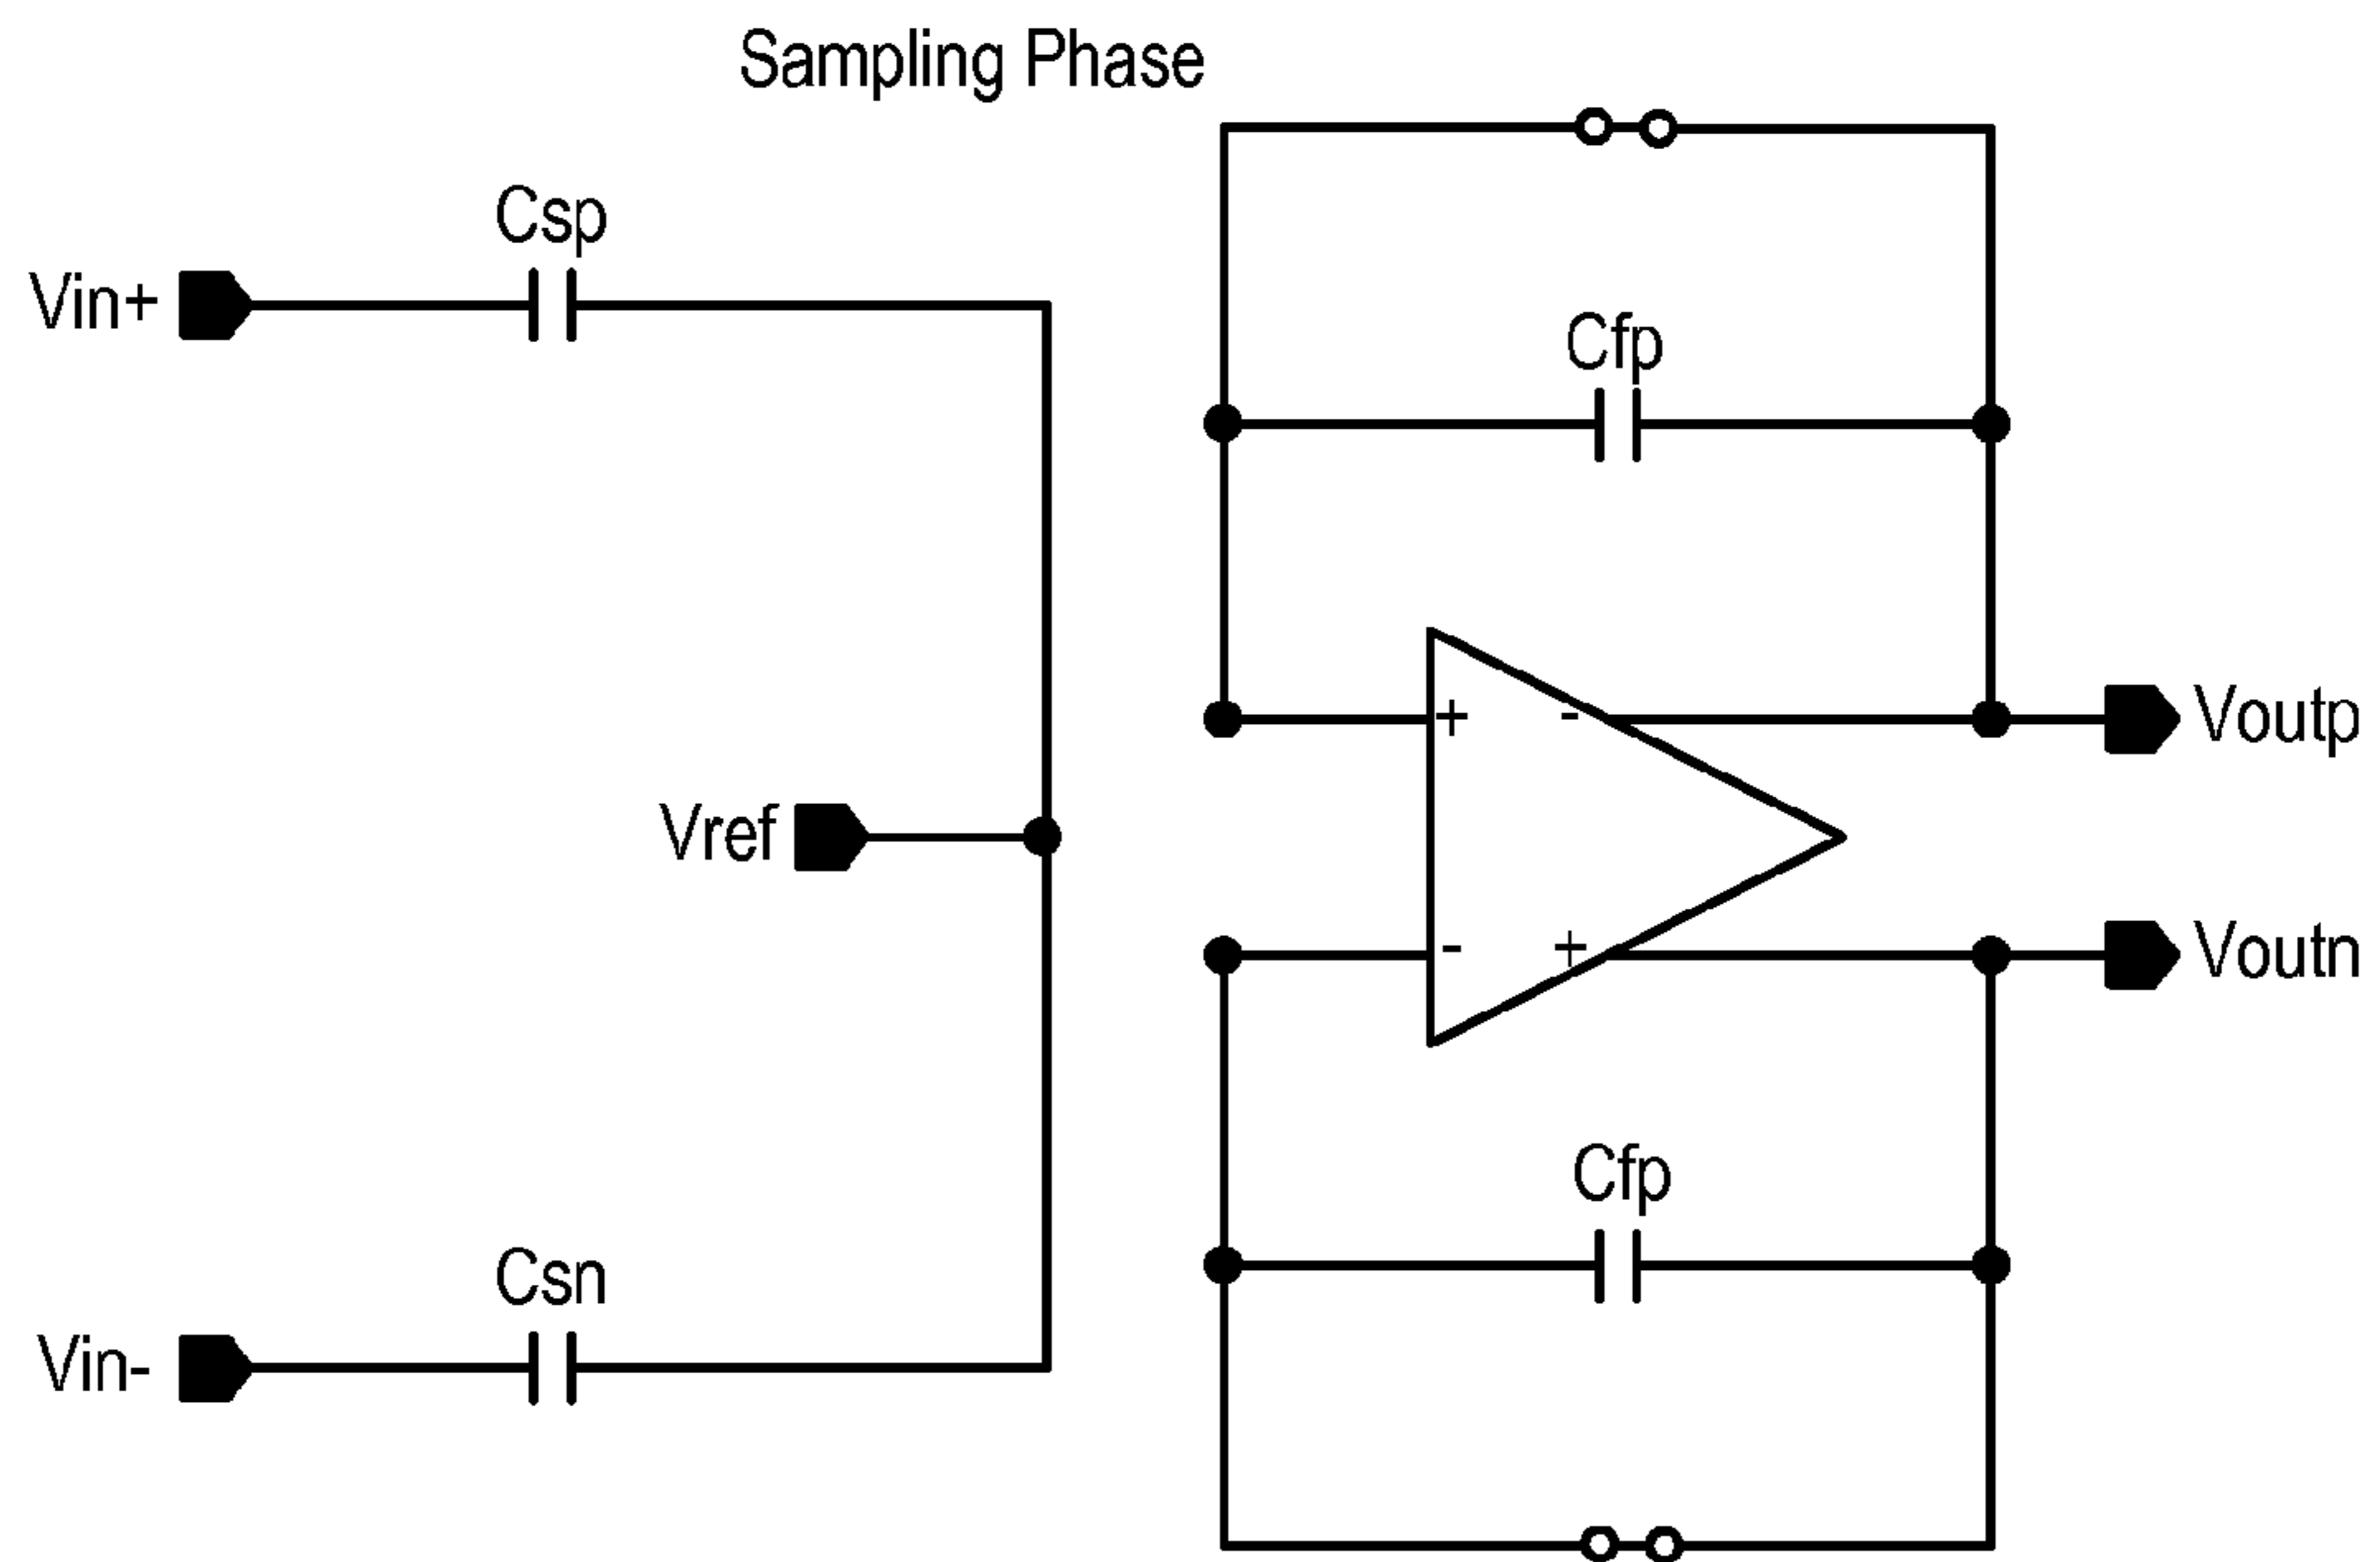 Sampling Phase
Csp
Vin+
Cfp
+ -
Voutp
Vref
- +
Voutn
Cfp
Csn
Vin-